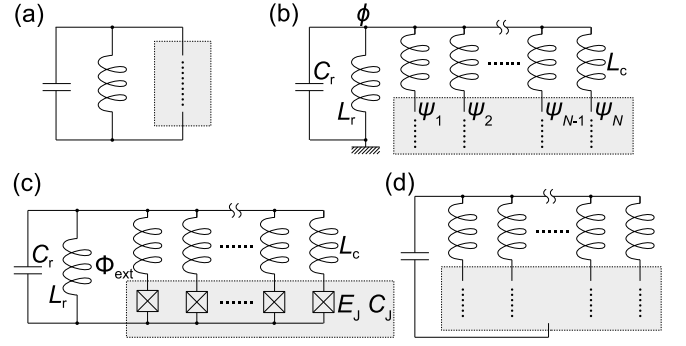 (a)
(b)
ϕ
C_r
L_r
L_c
ψ_1 ψ_2 ψ_{N-1} ψ_N
(c)
C_r
L_r
Φ_ext
L_c
E_J C_J
(d)